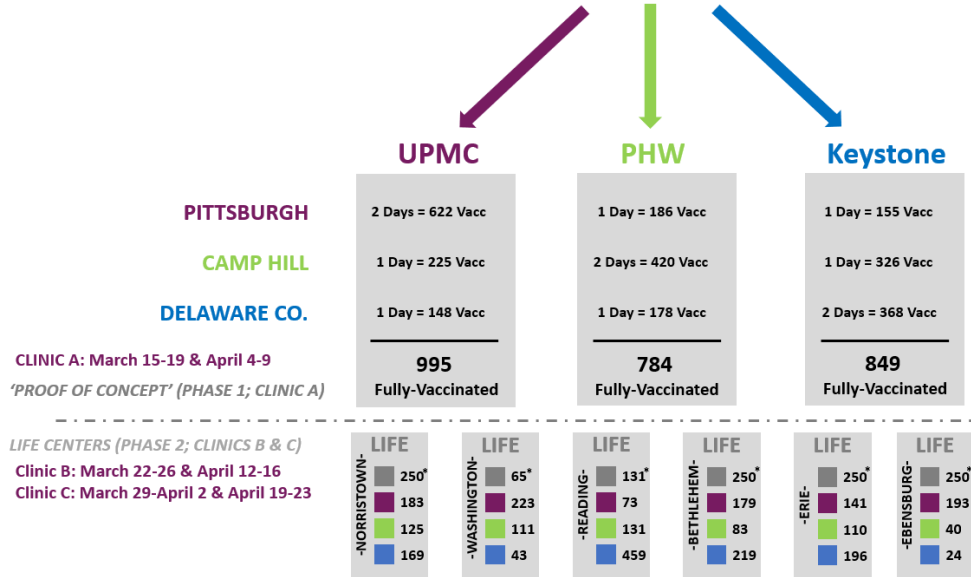 UPMC PHW Keystone
PITTSBURGH 2 Days = 622 Vacc 1 Day = 186 Vacc 1 Day = 155 Vacc
CAMP HILL 1 Day = 225 Vacc 2 Days = 420 Vacc 1 Day = 326 Vacc
DELAWARE CO. 1 Day = 148 Vacc 1 Day = 178 Vacc 2 Days = 368 Vacc
CLINIC A: March 15-19 & April 4-9 995 784 849
'PROOF OF CONCEPT' (PHASE 1; CLINIC A) Fully-Vaccinated Fully-Vaccinated Fully-Vaccinated
LIFE CENTERS (PHASE 2; CLINICS B & C)
Clinic B: March 22-26 & April 12-16
Clinic C: March 29-April 2 & April 19-23
-NORRISTOWN-
LIFE
250*
183
125
169
-WASHINGTON-
LIFE
65*
223
111
43
-READING-
LIFE
131*
73
131
459
-BETHLEHEM-
LIFE
250*
179
83
219
-ERIE-
LIFE
250*
141
110
196
-EBENSBURG-
LIFE
250*
193
40
24